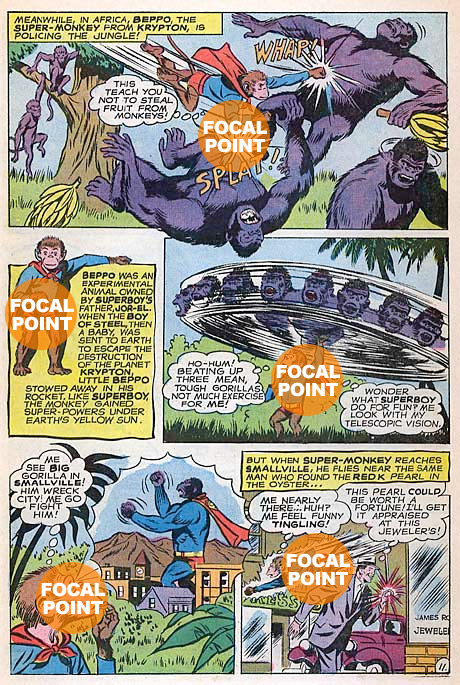 MEANWHILE, IN AFRICA, BEPPO, THE
SUPER-MONKEY FROM KRYPTON, IS
POLICING THE JUNGLE!
WHAP!
THIS
TEACH YOU
NOT TO STEAL
FRUIT FROM
MONKEYS!
FOCAL
POINT
SPLAT!
FOCAL
POINT
BEPPO WAS AN
EXPERIMENTAL
ANIMAL OWNED
BY SUPERBOY'S
FATHER, JOR-EL.
WHEN THE BOY
OF STEEL, THEN
A BABY, WAS
SENT TO EARTH
TO ESCAPE THE
DESTRUCTION
OF THE PLANET
KRYPTON,
LITTLE BEPPO
STOWED AWAY IN HIS
ROCKET. LIKE SUPERBOY,
THE MONKEY GAINED
SUPER-POWERS UNDER
EARTH'S YELLOW SUN.
HO-HUM!
BEATING UP
THREE MEAN,
TOUGH GORILLAS
NOT MUCH EXERCISE
FOR ME!
FOCAL
POINT
WONDER
WHAT SUPERBOY
DO FOR FUN? ME
LOOK WITH MY
TELESCOPIC VISION.
ME
SEE BIG
GORILLA IN
SMALLVILLE!
HIM WRECK
CITY! ME GO
FIGHT
HIM!
FOCAL
POINT
BUT WHEN SUPER-MONKEY REACHES
SMALLVILLE, HE FLIES NEAR THE SAME
MAN WHO FOUND THE RED K PEARL IN
THE OYSTER...
ME NEARLY
THERE...HUH?
ME FEEL FUNNY
TINGLING!
THIS PEARL COULD
BE WORTH A
FORTUNE! I'LL GET
IT APPRAISED
AT THIS
JEWELER'S!
FOCAL
POINT
JAMES RO
JEWELE
11